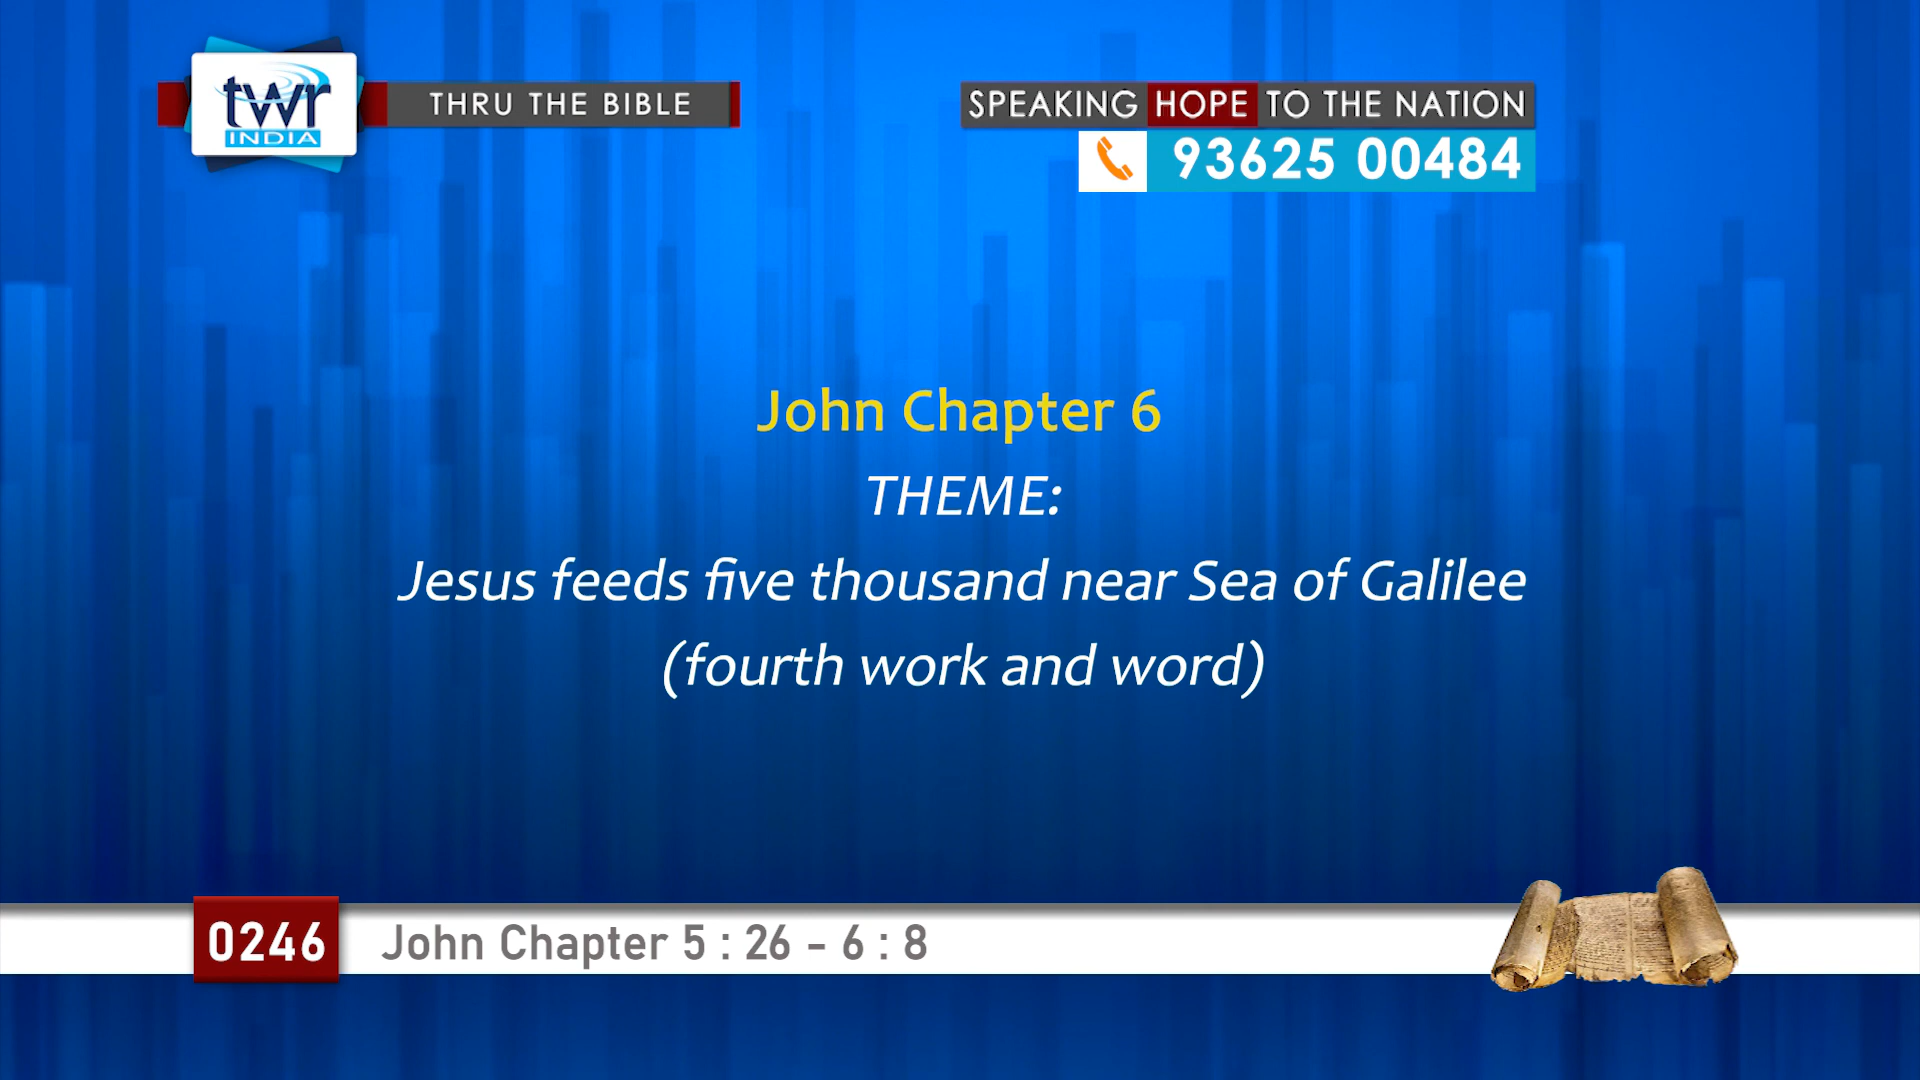 twr
INDIA
THRU THE BIBLE
SPEAKING HOPE TO THE NATION
93625 00484
John Chapter 6
THEME:
Jesus feeds five thousand near Sea of Galilee
(fourth work and word)
0246
John Chapter 5 : 26 - 6 : 8